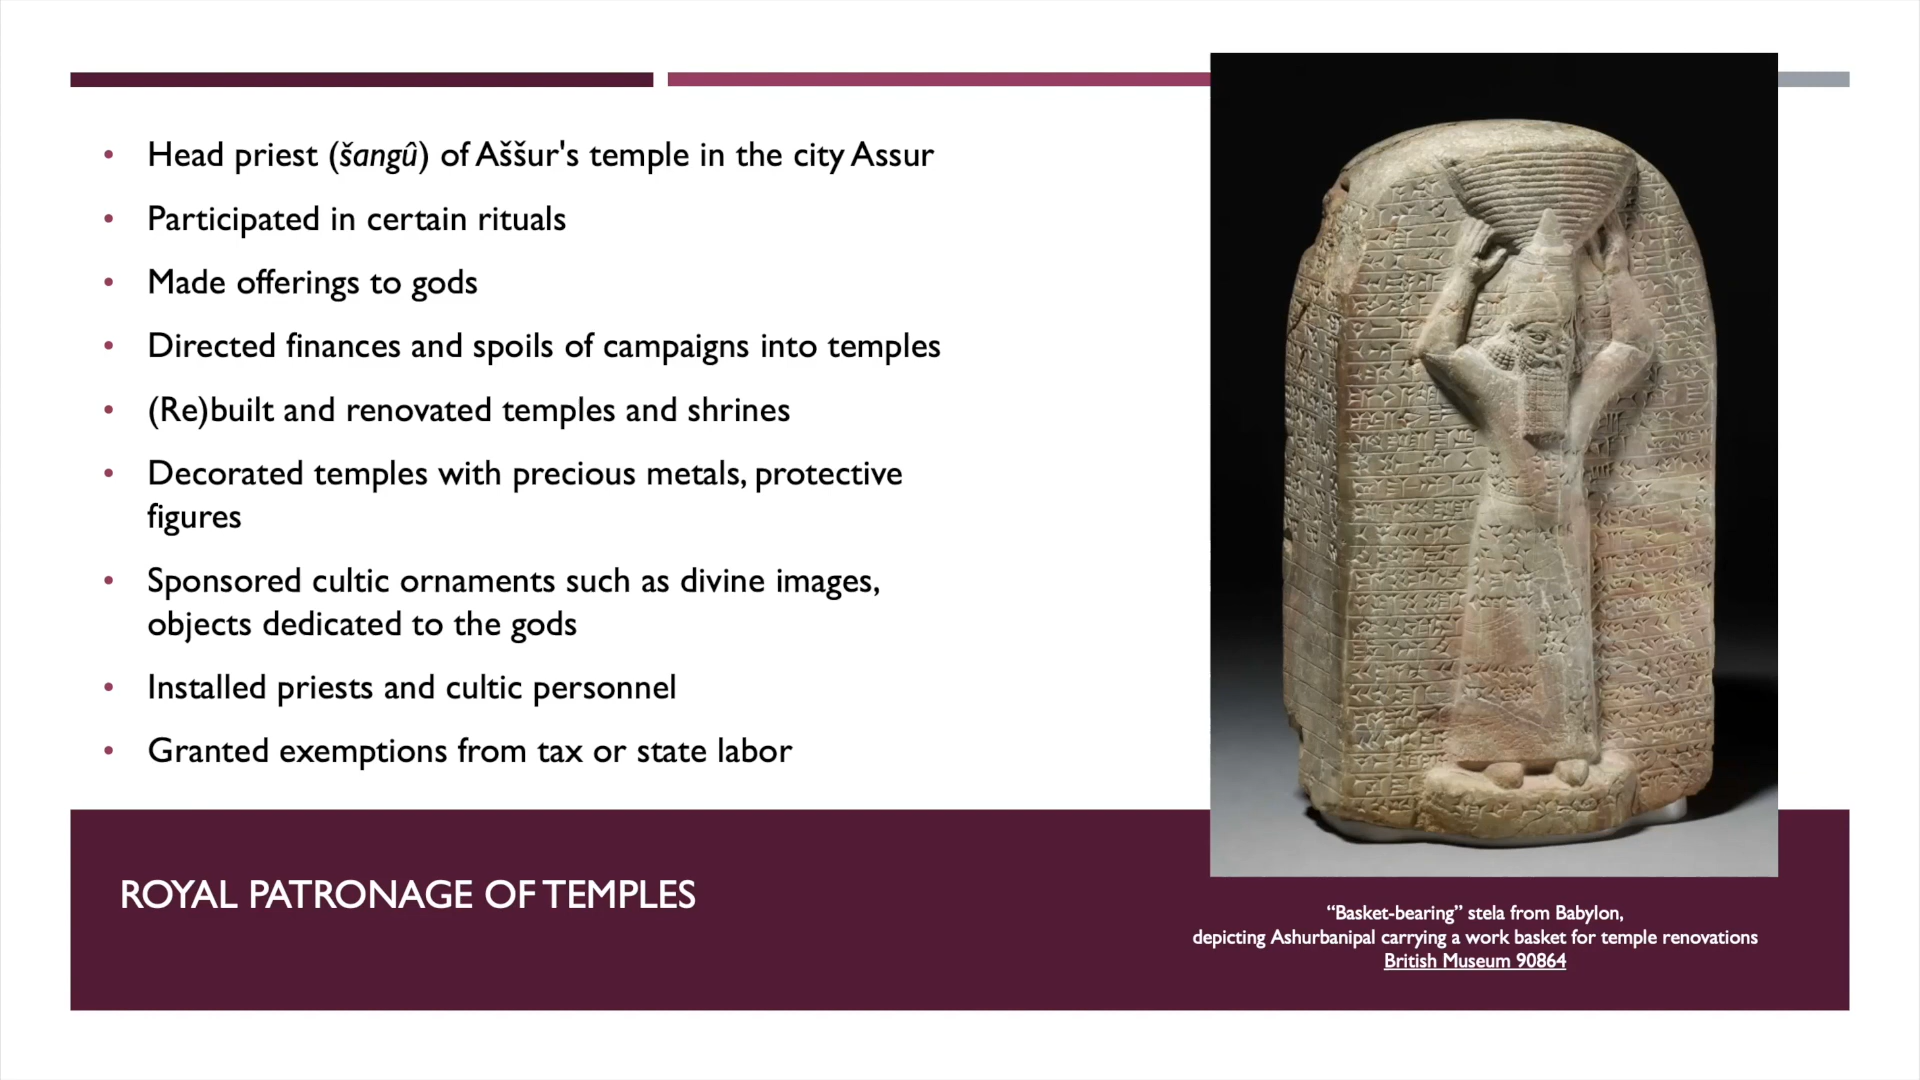 Head priest (šangû) of Aššur's temple in the city Assur
Participated in certain rituals
Made offerings to gods
Directed finances and spoils of campaigns into temples
(Re)built and renovated temples and shrines
Decorated temples with precious metals, protective
figures
Sponsored cultic ornaments such as divine images,
objects dedicated to the gods
Installed priests and cultic personnel
Granted exemptions from tax or state labor
ROYAL PATRONAGE OF TEMPLES
“Basket-bearing” stela from Babylon,
depicting Ashurbanipal carrying a work basket for temple renovations
British Museum 90864